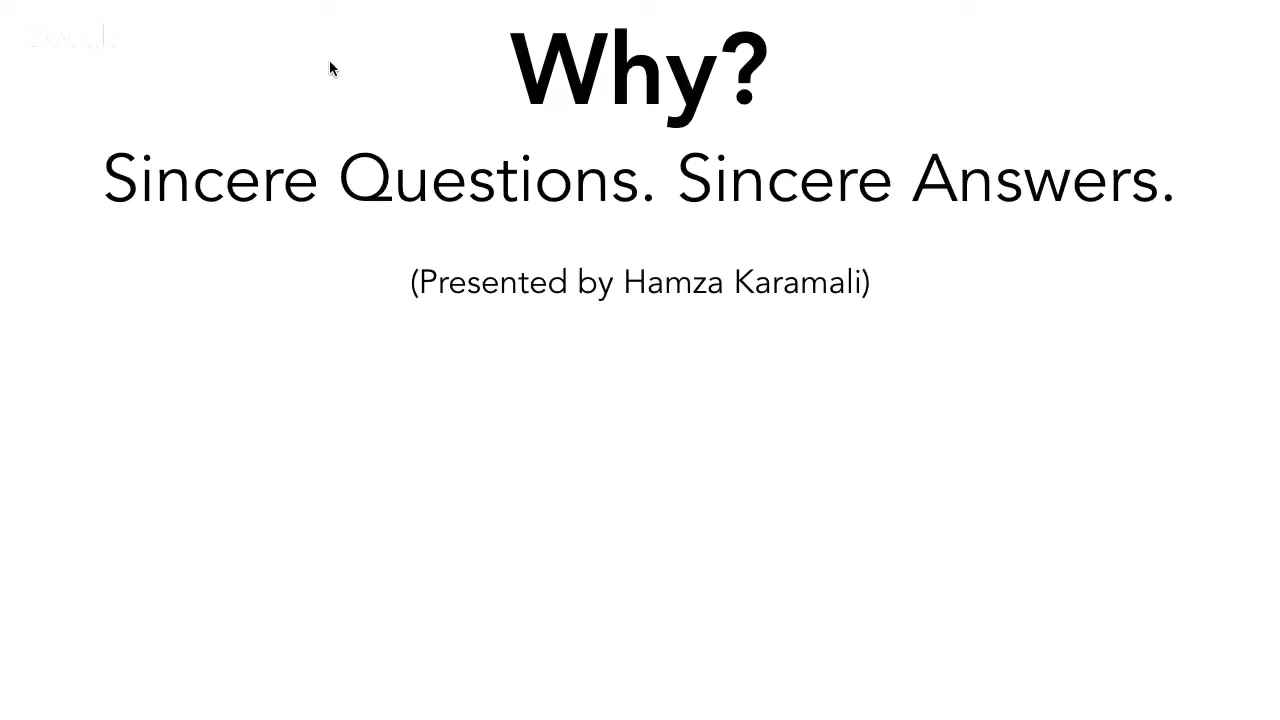 Why?
Sincere Questions. Sincere Answers.
(Presented by Hamza Karamali)